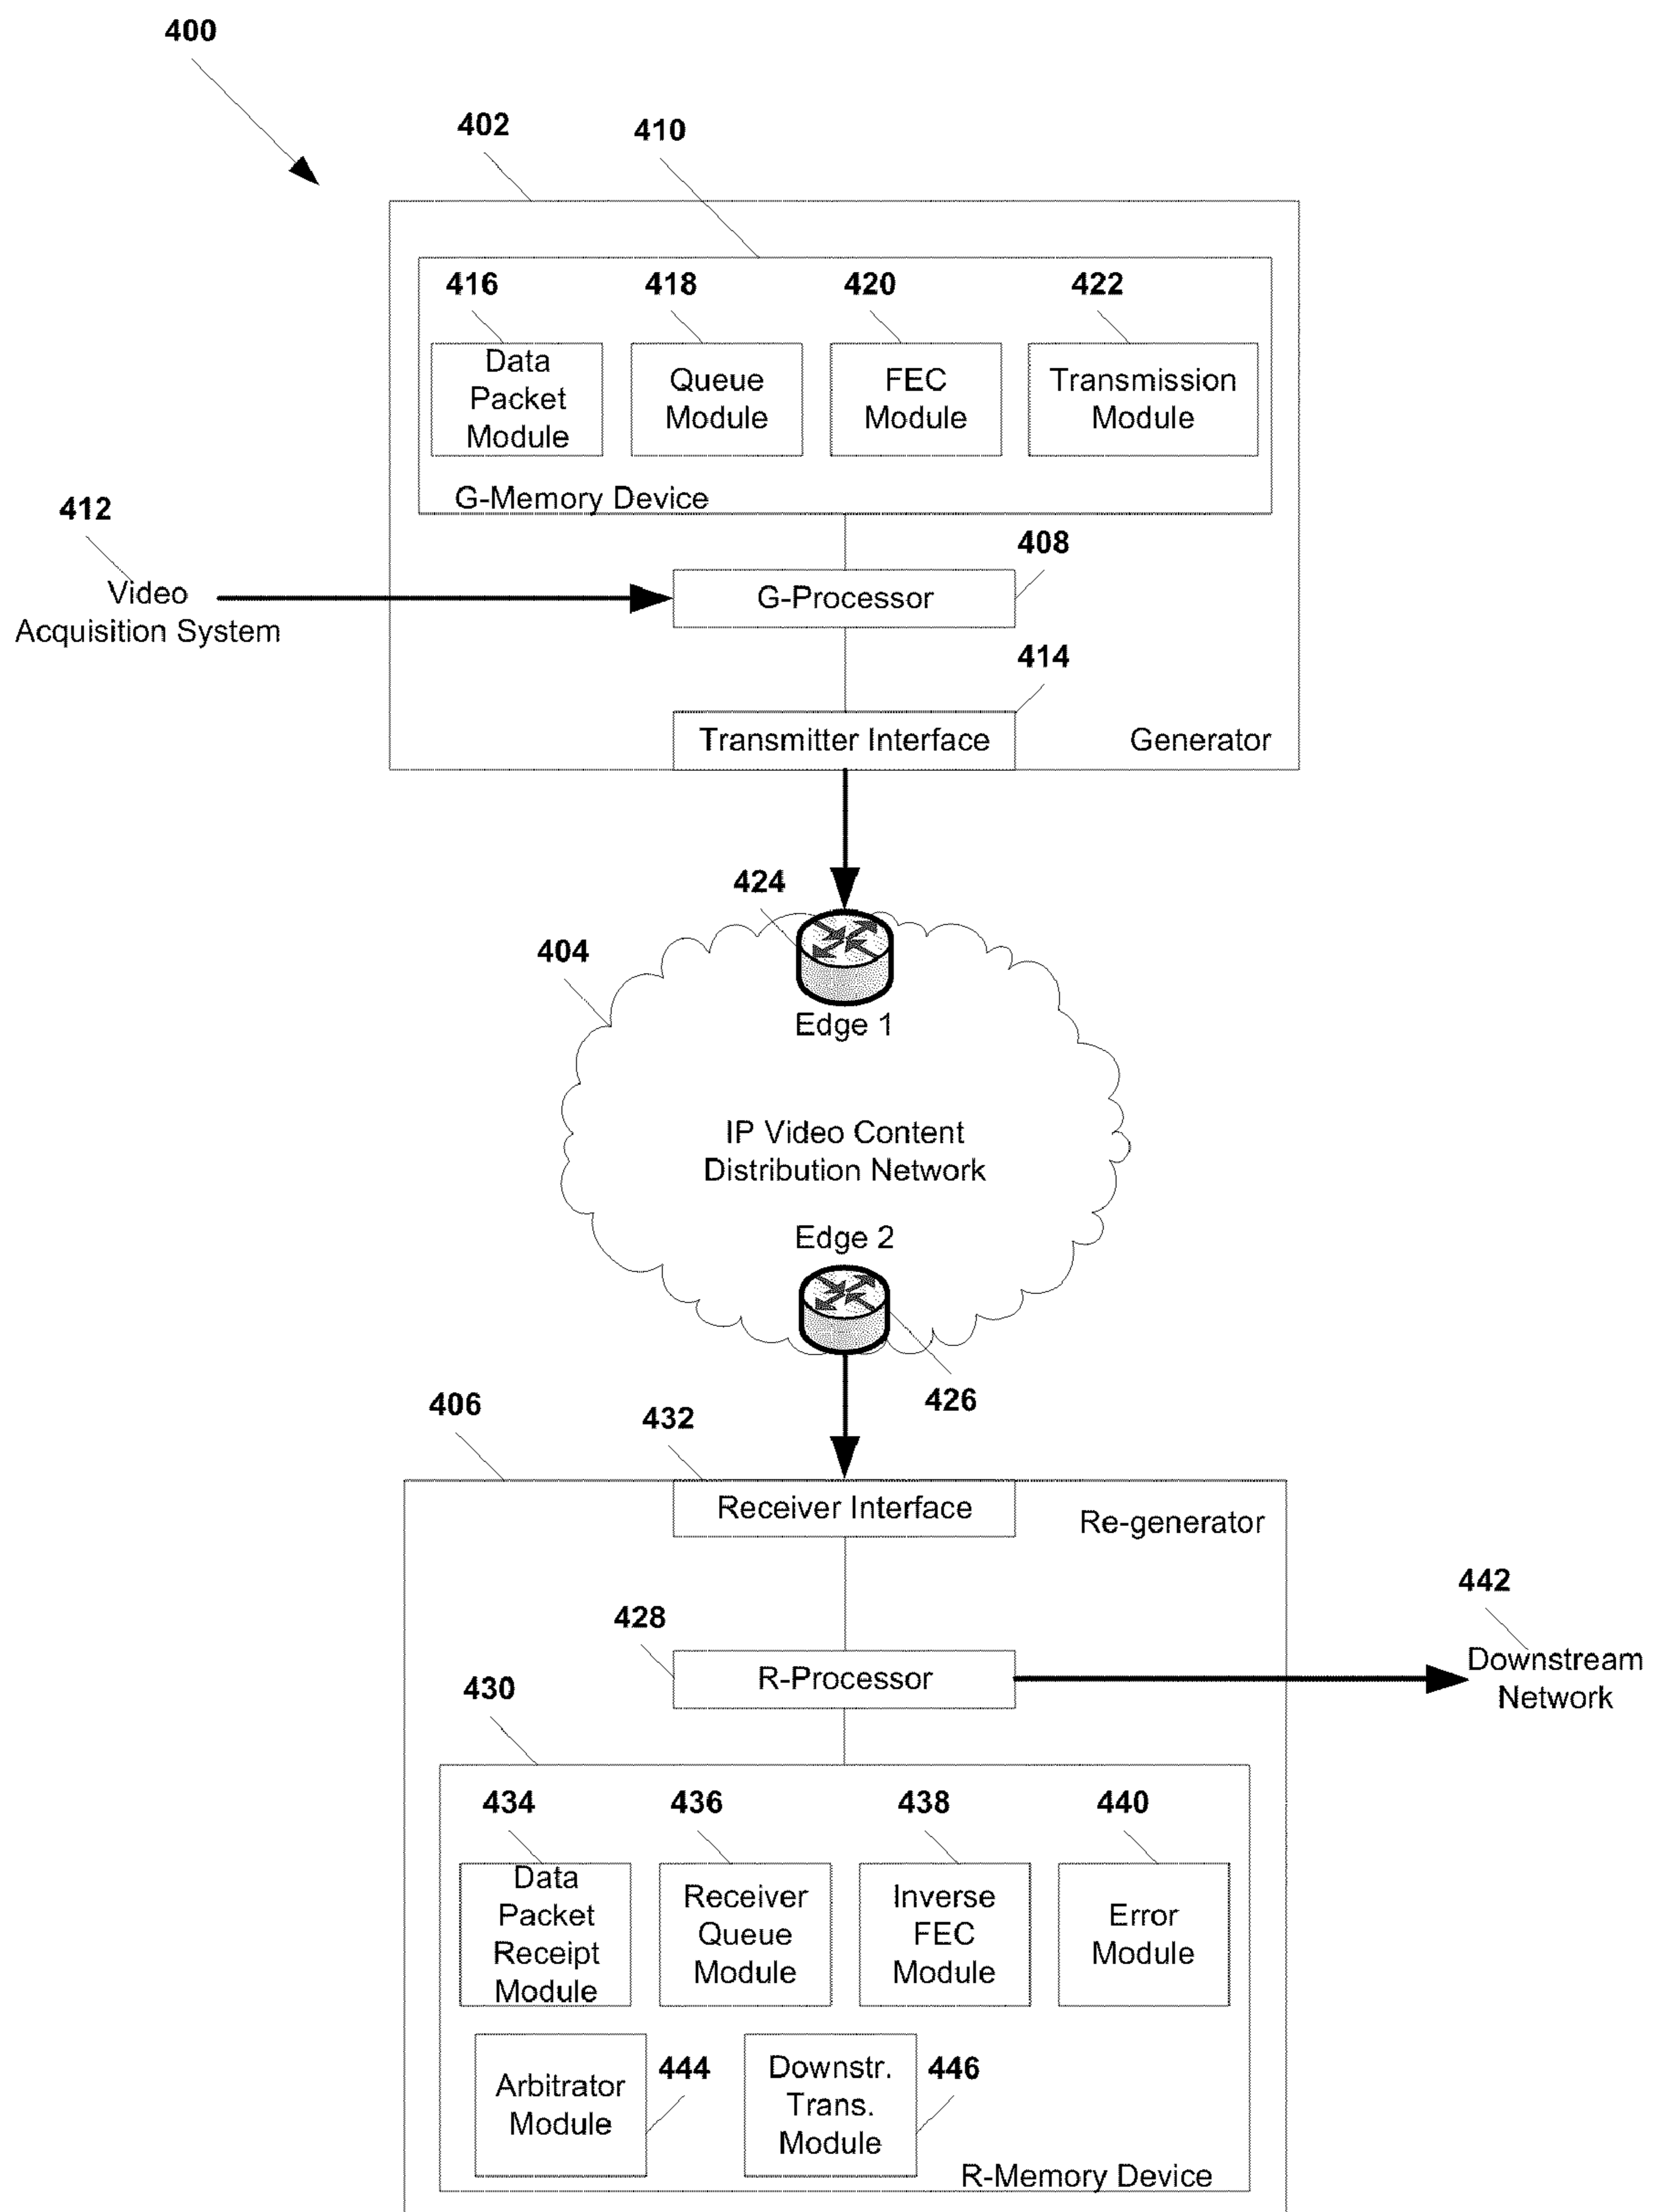 400
402
410
416
418
420
422
Data
Packet
Module
Queue
Module
FEC
Module
Transmission
Module
G-Memory Device
412
Video
Acquisition System
408
G-Processor
414
Transmitter Interface
Generator
424
404
Edge 1
IP Video Content
Distribution Network
Edge 2
426
406
432
Receiver Interface
Re-generator
428
R-Processor
442
Downstream
Network
430
434
436
438
440
Data
Packet
Receipt
Module
Receiver
Queue
Module
Inverse
FEC
Module
Error
Module
Arbitrator
Module
444
Downstr.
Trans.
Module
446
R-Memory Device